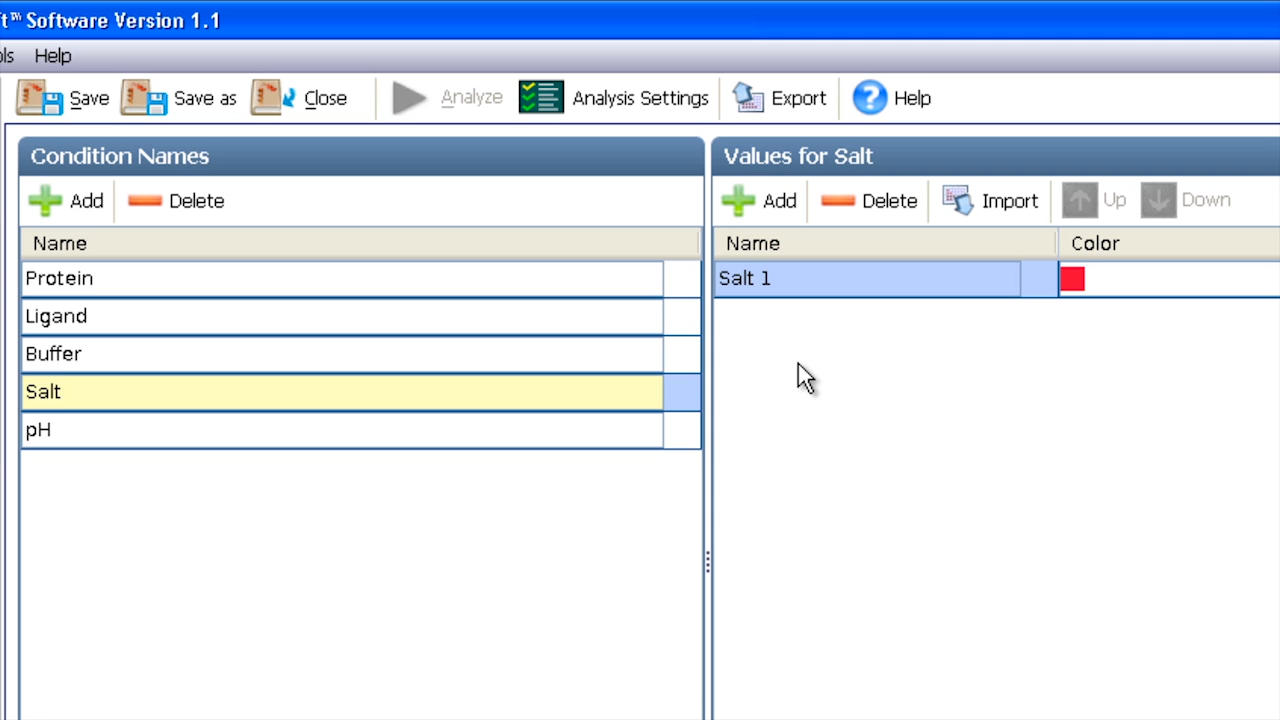 ft™ Software Version 1.1
ols Help
Save Save as Close Analyze Analysis Settings Export Help
Condition Names
Add Delete
Name
Protein
Ligand
Buffer
Salt
pH
Values for Salt
Add Delete Import Up Down
Name Color
Salt 1